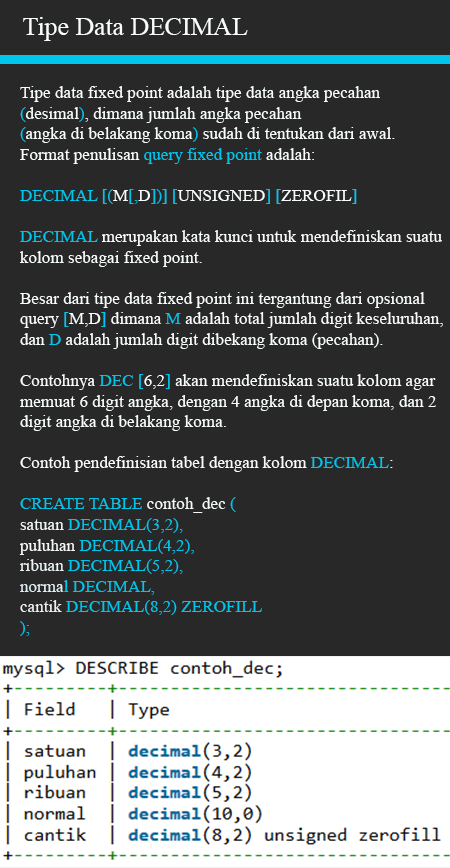 Tipe Data DECIMAL
Tipe data fixed point adalah tipe data angka pecahan
(desimal), dimana jumlah angka pecahan
(angka di belakang koma) sudah di tentukan dari awal.
Format penulisan query fixed point adalah:
DECIMAL [(M[,D])] [UNSIGNED] [ZEROFIL]
DECIMAL merupakan kata kunci untuk mendefiniskan suatu
kolom sebagai fixed point.
Besar dari tipe data fixed point ini tergantung dari opsional
query [M,D] dimana M adalah total jumlah digit keseluruhan,
dan D adalah jumlah digit dibekang koma (pecahan).
Contohnya DEC [6,2] akan mendefiniskan suatu kolom agar
memuat 6 digit angka, dengan 4 angka di depan koma, dan 2
digit angka di belakang koma.
Contoh pendefinisian tabel dengan kolom DECIMAL:
CREATE TABLE contoh_dec (
satuan DECIMAL(3,2),
puluhan DECIMAL(4,2),
ribuan DECIMAL(5,2),
normal DECIMAL,
cantik DECIMAL(8,2) ZEROFILL
);
mysql> DESCRIBE contoh_dec;
+---------+--------------------------------
| Field | Type
+---------+--------------------------------
| satuan | decimal(3,2)
| puluhan | decimal(4,2)
| ribuan | decimal(5,2)
| normal | decimal(10,0)
| cantik | decimal(8,2) unsigned zerofill
+---------+--------------------------------